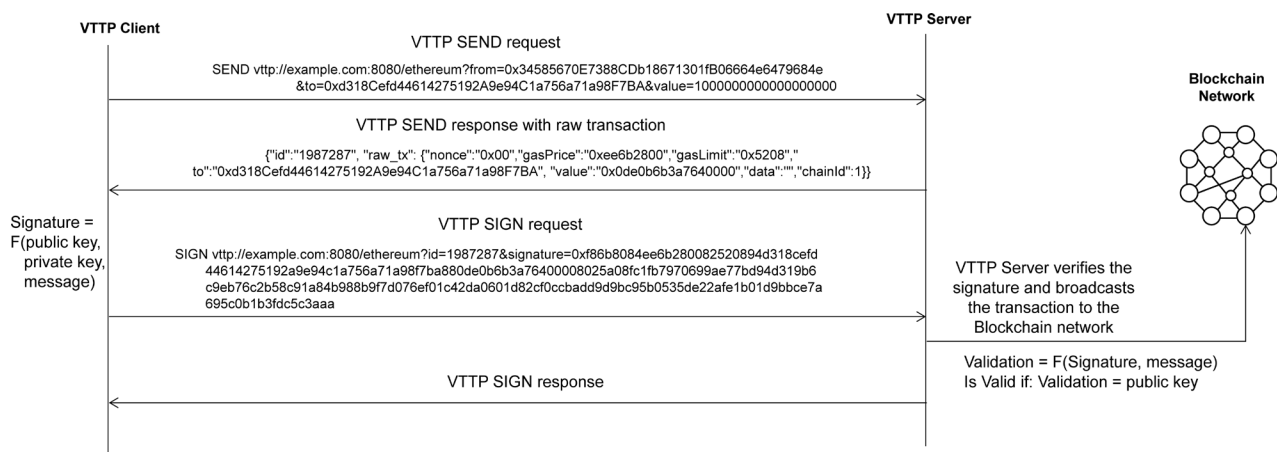 VTTP Client
VTTP Server
VTTP SEND request
SEND vttp://example.com:8080/ethereum?from=0x34585670E7388CDb18671301fB06664e6479684e
&to=0xd318Cefd44614275192A9e94C1a756a71a98F7BA&value=1000000000000000000
Blockchain
Network
VTTP SEND response with raw transaction
{"id":"1987287", "raw_tx": {"nonce":"0x00","gasPrice":"0xee6b2800","gasLimit":"0x5208","
to":"0xd318Cefd44614275192A9e94C1a756a71a98F7BA", "value":"0x0de0b6b3a7640000","data":"","chainId":1}}
Signature =
F(public key,
private key,
message)
VTTP SIGN request
SIGN vttp://example.com:8080/ethereum?id=1987287&signature=0xf86b8084ee6b280082520894d318cefd
44614275192a9e94c1a756a71a98f7ba880de0b6b3a76400008025a08fc1fb7970699ae77bd94d319b6
c9eb76c2b58c91a84b988b9f7d076ef01c42da0601d82cf0ccbadd9d9bc95b0535de22afe1b01d9bbce7a
695c0b1b3fdc5c3aaa
VTTP Server verifies the
signature and broadcasts
the transaction to the
Blockchain network
Validation = F(Signature, message)
Is Valid if: Validation = public key
VTTP SIGN response